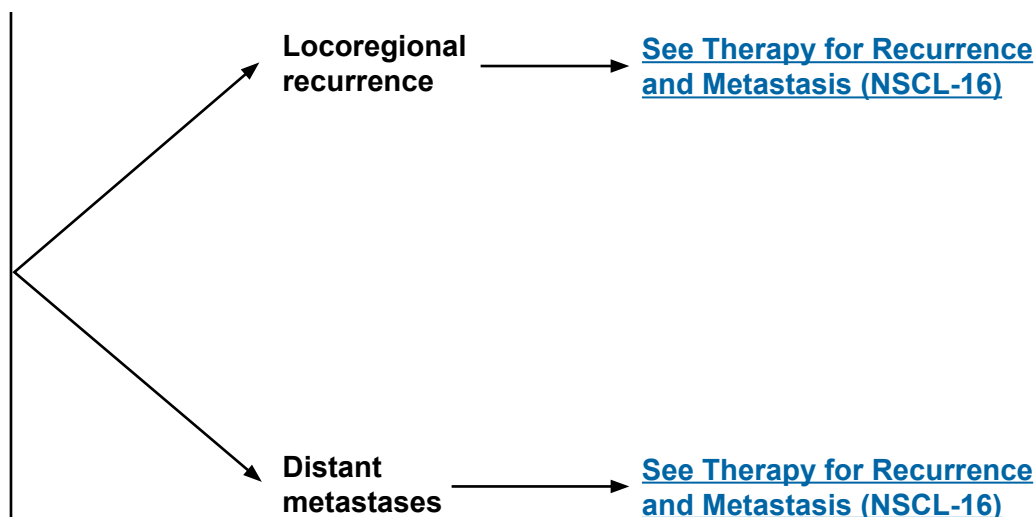 Locoregional
recurrence
See Therapy for Recurrence
and Metastasis (NSCL-16)
Distant
metastases
See Therapy for Recurrence
and Metastasis (NSCL-16)